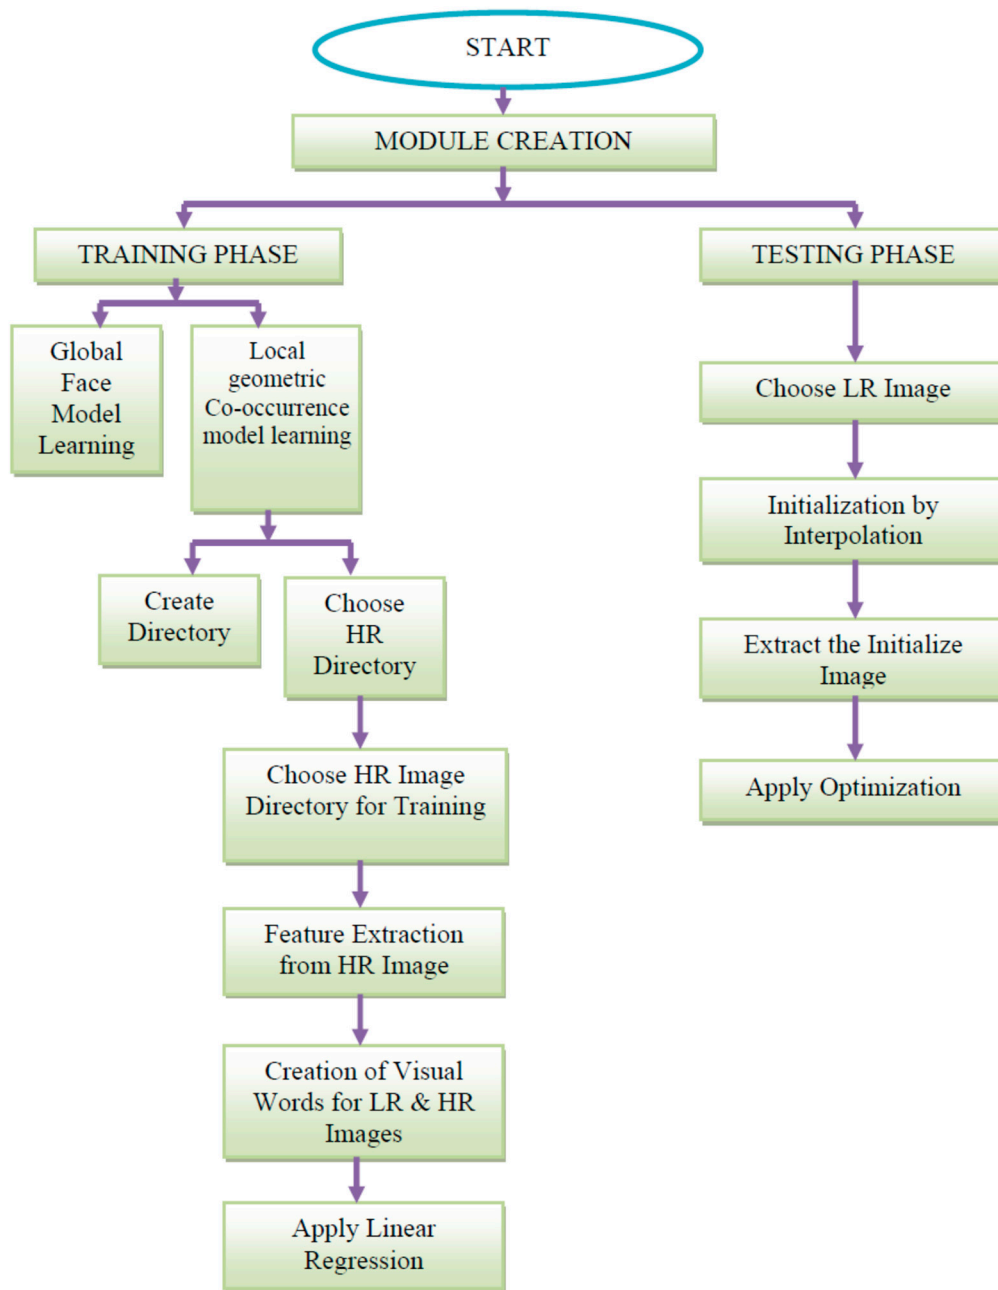 START
MODULE CREATION
TRAINING PHASE
TESTING PHASE
Global
Face
Model
Learning
Local
geometric
Co-occurrence
model learning
Choose LR Image
Initialization by
Interpolation
Create
Directory
Choose
HR
Directory
Extract the Initialize
Image
Choose HR Image
Directory for Training
Apply Optimization
Feature Extraction
from HR Image
Creation of Visual
Words for LR & HR
Images
Apply Linear
Regression